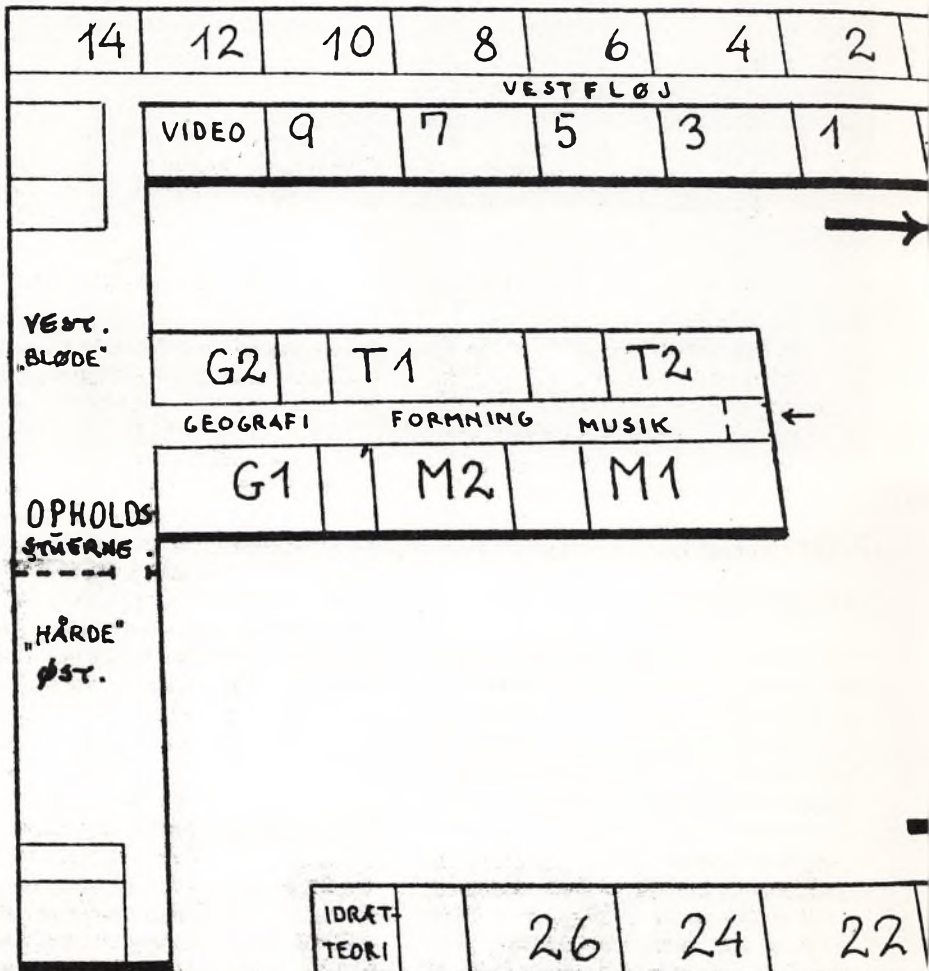 14 12 10 8 6 4 2
VESTFLØJ
VIDEO 9 7 5 3 1
VEST.
„BLØDE"
G2 T1 T2
GEOGRAFI FORMNING MUSIK
G1 M2 M1
OPHOLDS-
STUERNE.
„HÅRDE"
ØST.
IDRÆT-
TEORI
26 24 22